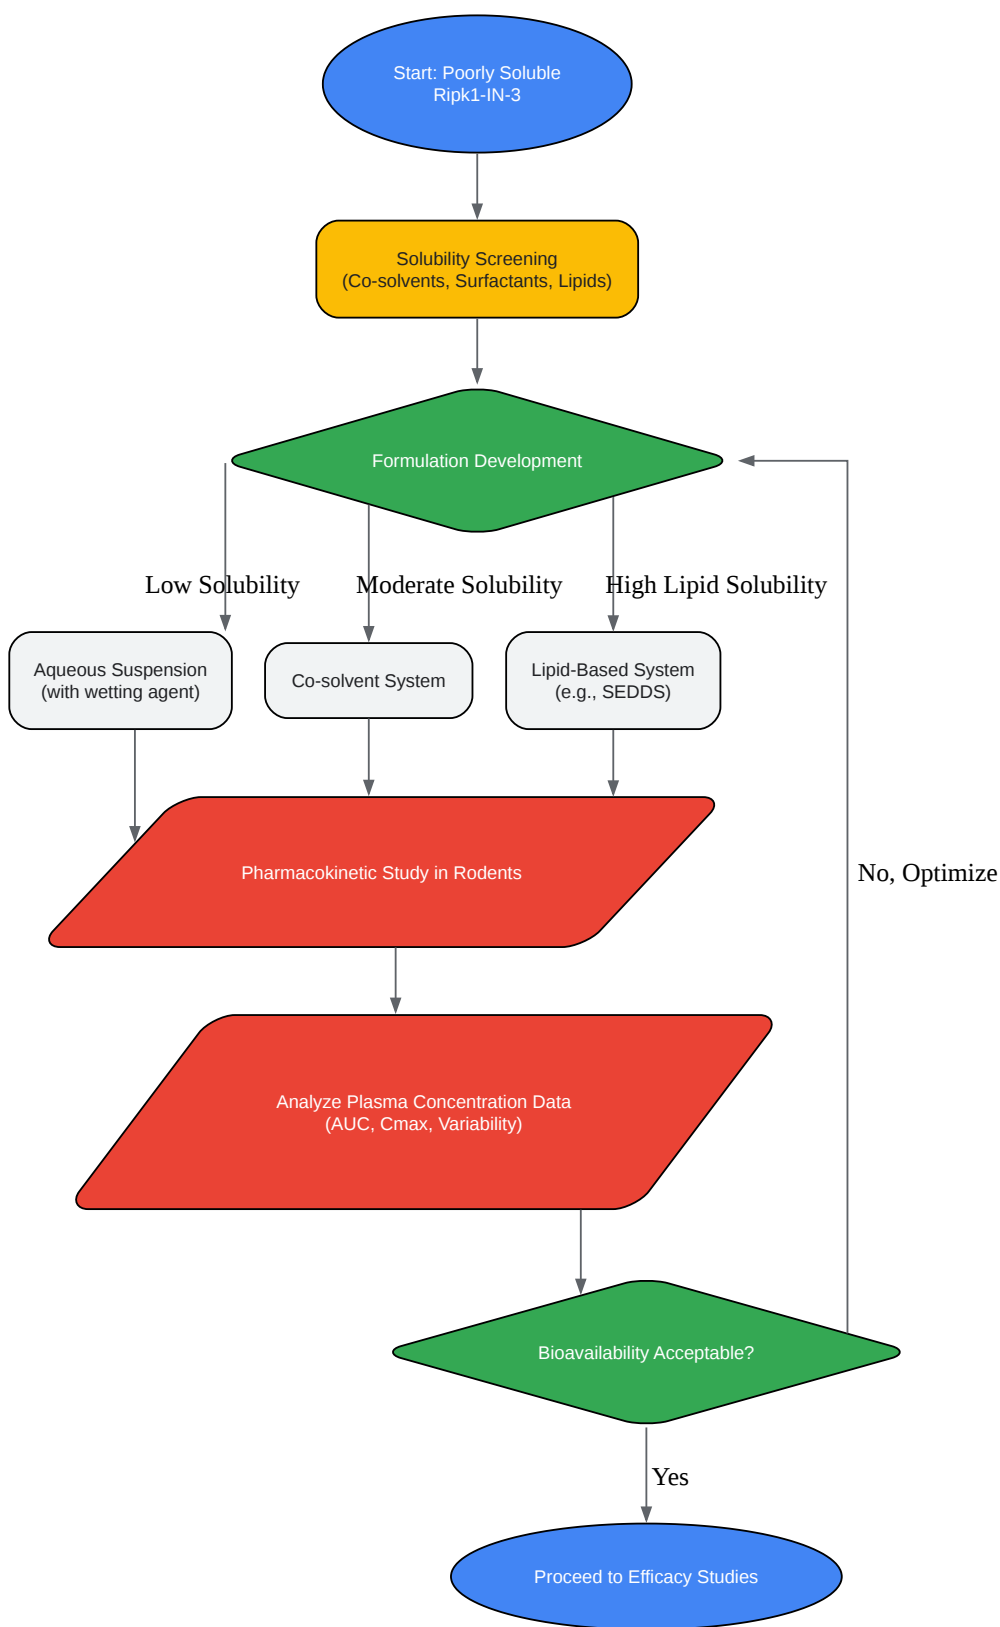 Start: Poorly Soluble
Ripk1-IN-3
Solubility Screening
(Co-solvents, Surfactants, Lipids)
Formulation Development
Low Solubility
Moderate Solubility
High Lipid Solubility
Aqueous Suspension
(with wetting agent)
Co-solvent System
Lipid-Based System
(e.g., SEDDS)
Pharmacokinetic Study in Rodents
No, Optimize
Analyze Plasma Concentration Data
(AUC, Cmax, Variability)
Bioavailability Acceptable?
Yes
Proceed to Efficacy Studies